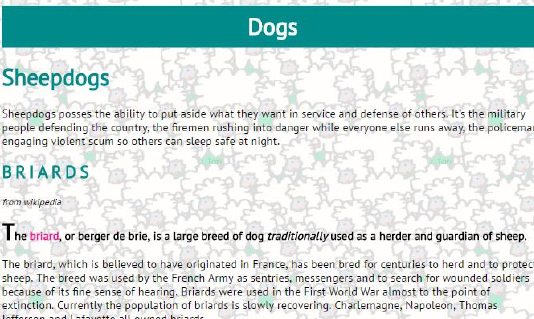 Dogs
Sheepdogs
Sheepdogs posses the ability to put aside what they want in service and defense of others. It's the military
people defending the country, the firemen rushing into danger while everyone else runs away, the policeman
engaging violent scum so others can sleep safe at night.
BRIARDS
from wikipedia
The briard, or berger de brie, is a large breed of dog traditionally used as a herder and guardian of sheep.
The briard, which is believed to have originated in France, has been bred for centuries to herd and to protect
sheep. The breed was used by the French Army as sentries, messengers and to search for wounded soldiers
because of its fine sense of hearing. Briards were used in the First World War almost to the point of
extinction. Currently the population of briards is slowly recovering. Charlemagne, Napoleon, Thomas
Jefferson and Lafayette all owned briards.